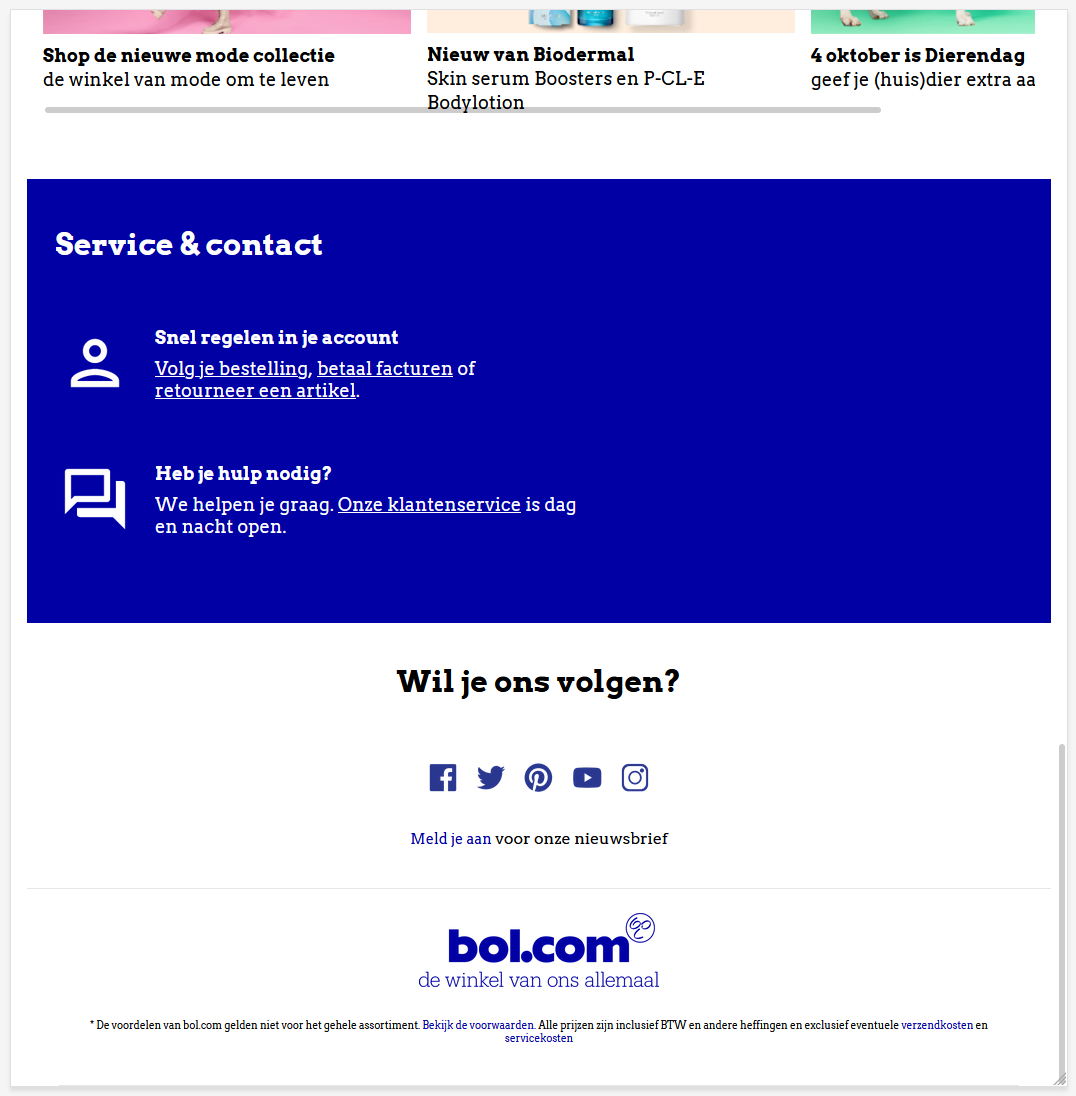 Shop de nieuwe mode collectie
de winkel van mode om te leven
Nieuw van Biodermal
Skin serum Boosters en P-CL-E
Bodylotion
4 oktober is Dierendag
geef je (huis)dier extra aa
Service & contact
Snel regelen in je account
Volg je bestelling, betaal facturen of
retourneer een artikel.
Heb je hulp nodig?
We helpen je graag. Onze klantenservice is dag
en nacht open.
Wil je ons volgen?
Meld je aan voor onze nieuwsbrief
bol.com
de winkel van ons allemaal
* De voordelen van bol.com gelden niet voor het gehele assortiment. Bekijk de voorwaarden. Alle prijzen zijn inclusief BTW en andere heffingen en exclusief eventuele verzendkosten en
servicekosten